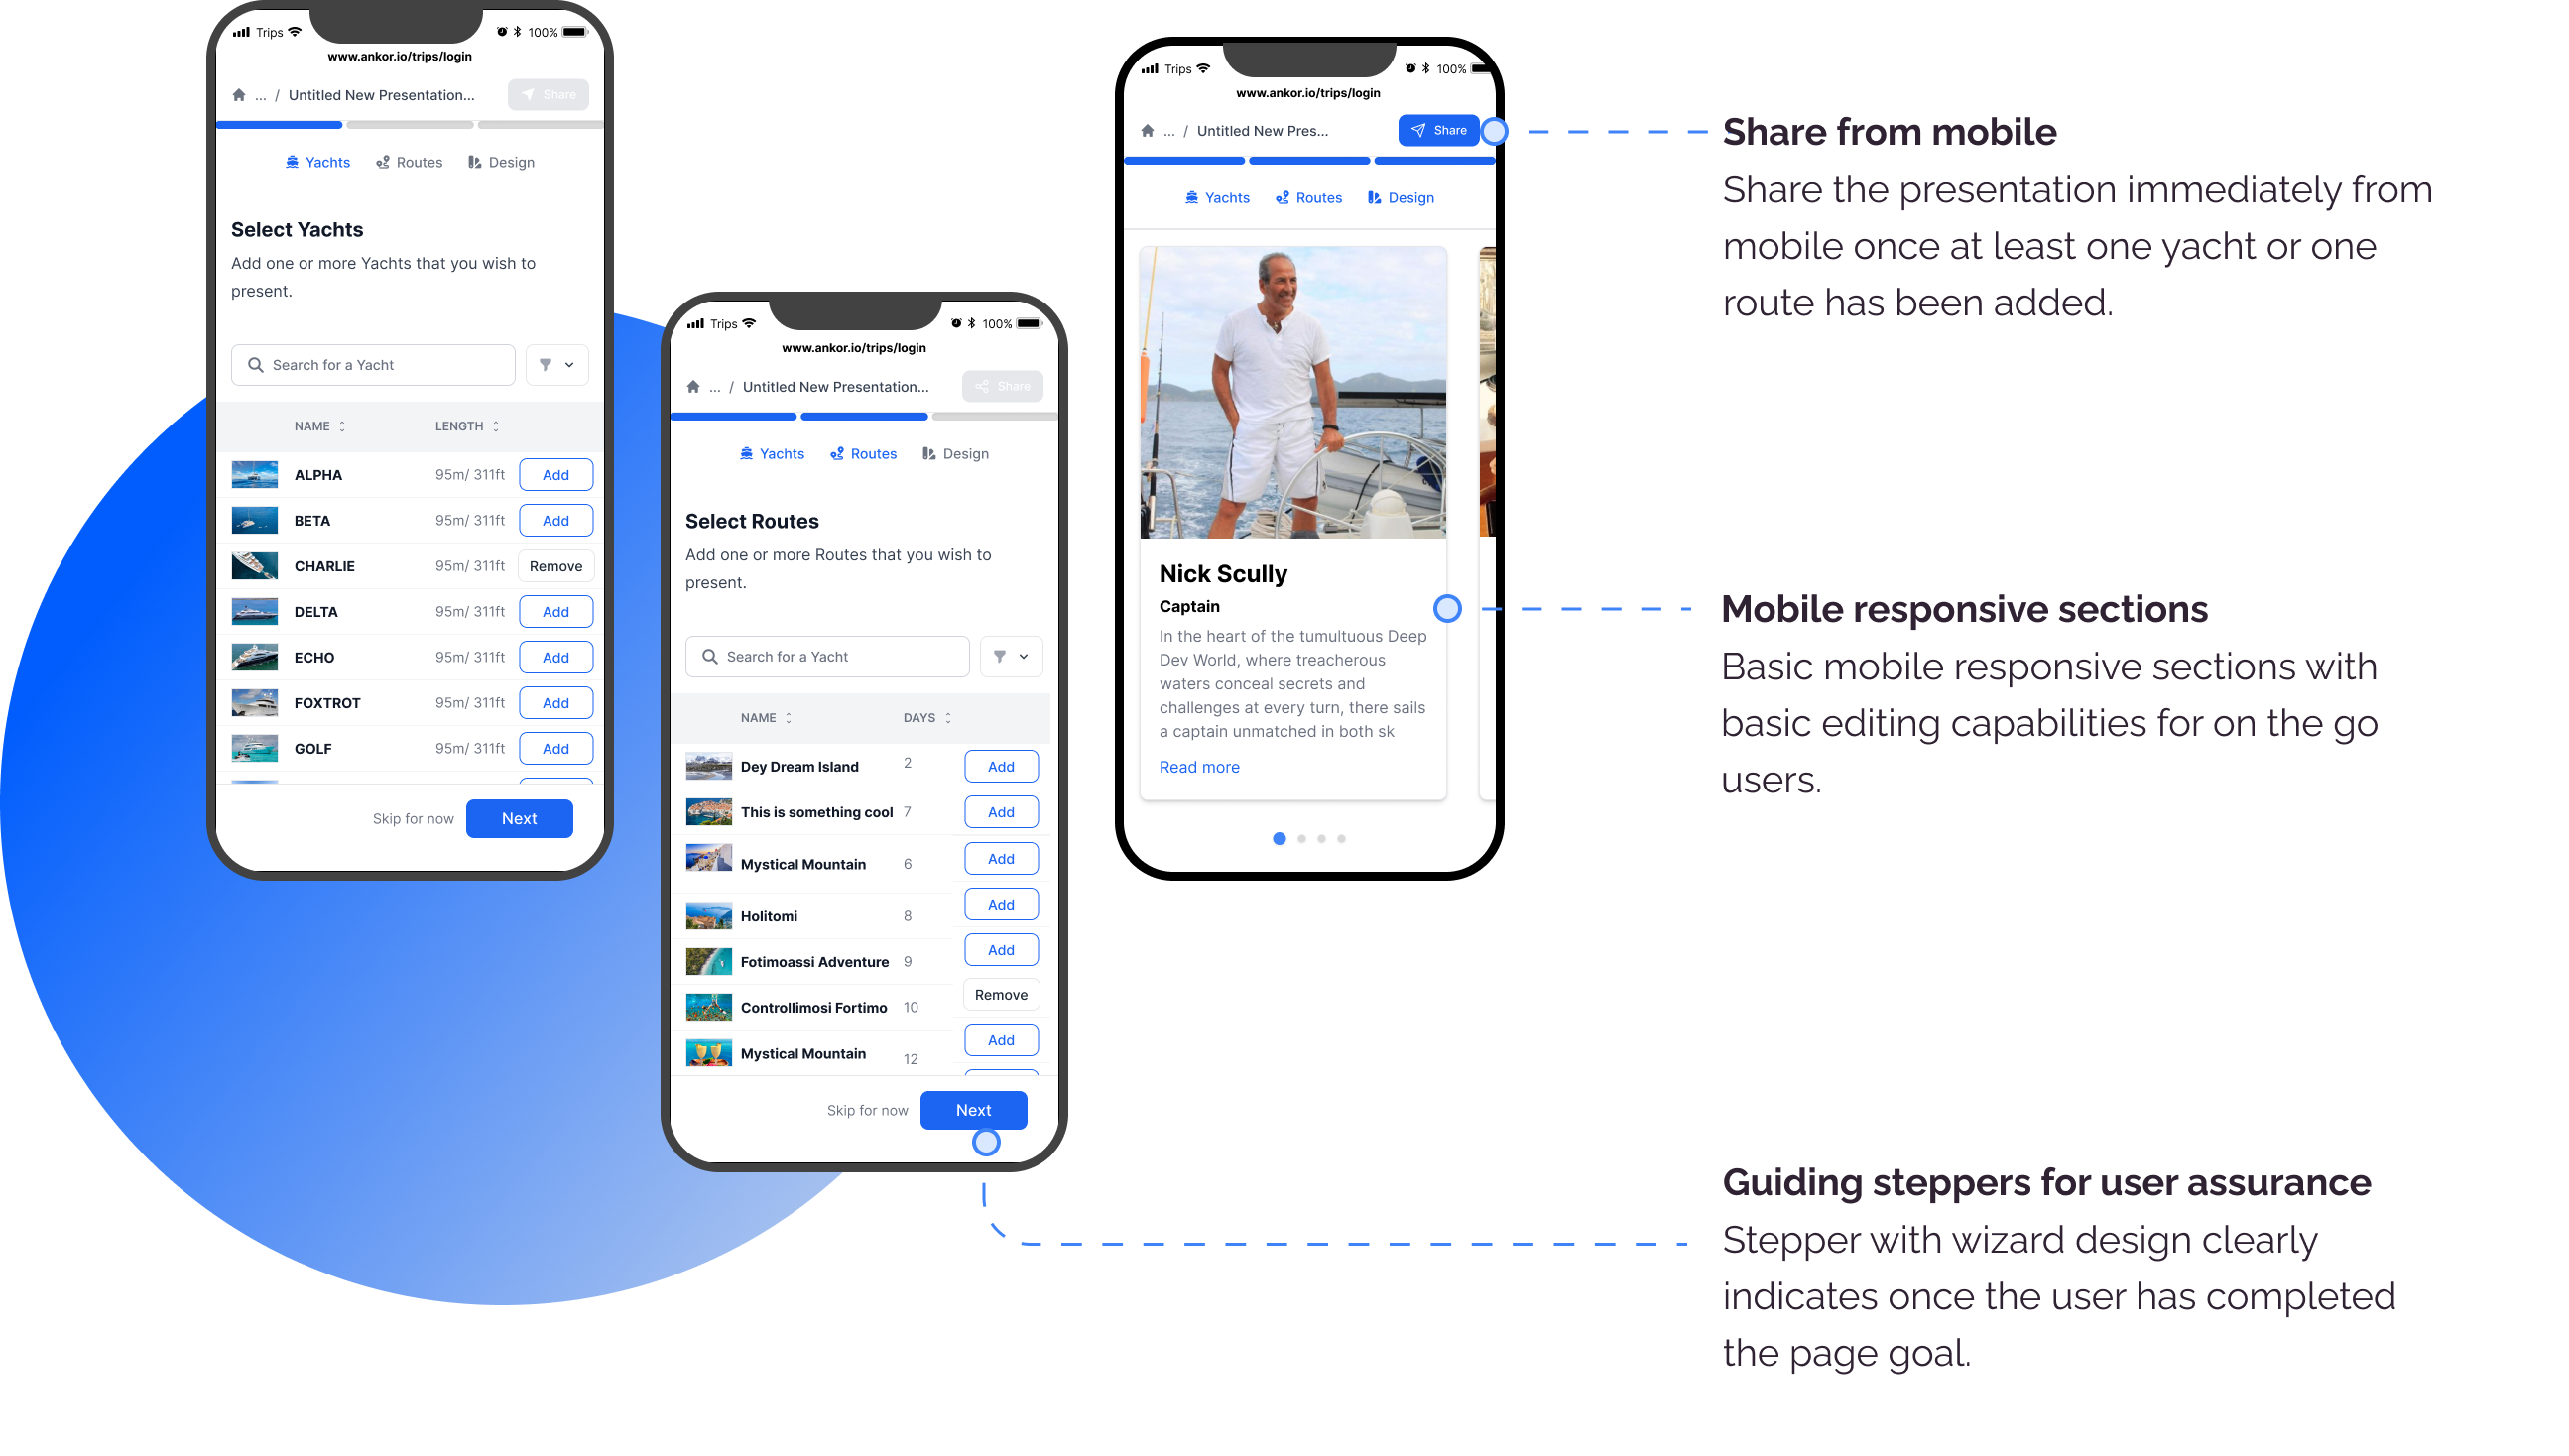 Trips
100%
www.ankor.io/trips/login
... / Untitled New Presentation...
Share
Yachts Routes Design
Select Yachts
Add one or more Yachts that you wish to
present.
Search for a Yacht
NAME LENGTH
ALPHA 95m/ 311ft Add
BETA 95m/ 311ft Add
CHARLIE 95m/ 311ft Remove
DELTA 95m/ 311ft Add
ECHO 95m/ 311ft Add
FOXTROT 95m/ 311ft Add
GOLF 95m/ 311ft Add
Skip for now Next
Trips
100%
www.ankor.io/trips/login
... / Untitled New Presentation...
Share
Yachts Routes Design
Select Routes
Add one or more Routes that you wish to
present.
Search for a Yacht
NAME DAYS
Dey Dream Island 2 Add
This is something cool 7 Add
Mystical Mountain 6 Add
Holitomi 8 Add
Fotimoassi Adventure 9 Add
Controllimosi Fortimo 10 Remove
Mystical Mountain 12 Add
Skip for now Next
Trips
100%
www.ankor.io/trips/login
... / Untitled New Pres...
Share
Yachts Routes Design
Nick Scully
Captain
In the heart of the tumultuous Deep
Dev World, where treacherous
waters conceal secrets and
challenges at every turn, there sails
a captain unmatched in both sk
Read more
Share from mobile
Share the presentation immediately from
mobile once at least one yacht or one
route has been added.
Mobile responsive sections
Basic mobile responsive sections with
basic editing capabilities for on the go
users.
Guiding steppers for user assurance
Stepper with wizard design clearly
indicates once the user has completed
the page goal.